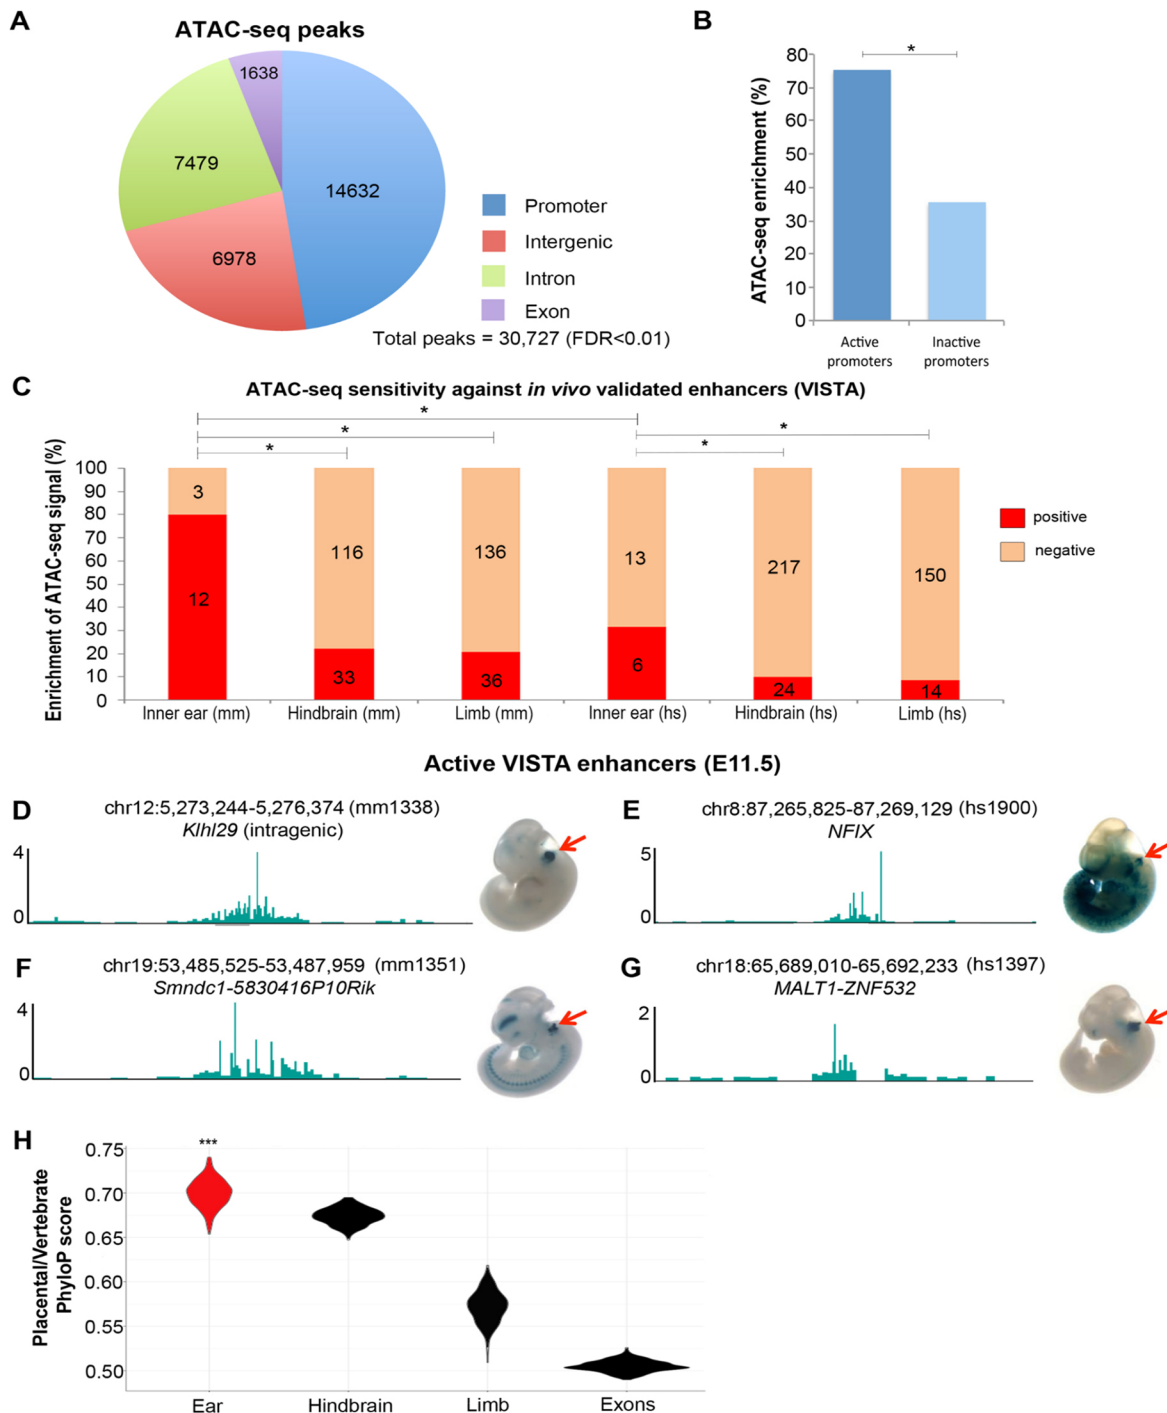 A
ATAC-seq peaks
1638
7479
14632
6978
Promoter
Intergenic
Intron
Exon
Total peaks = 30,727 (FDR<0.01)
B
ATAC-seq enrichment (%)
80
70
60
50
40
30
20
10
0
*
Active
promoters
Inactive
promoters
C
ATAC-seq sensitivity against in vivo validated enhancers (VISTA)
*
*
*
*
*
Enrichment of ATAC-seq signal (%)
100
90
80
70
60
50
40
30
20
10
0
3
12
116
33
136
36
13
6
217
24
150
14
positive
negative
Inner ear (mm)
Hindbrain (mm)
Limb (mm)
Inner ear (hs)
Hindbrain (hs)
Limb (hs)
Active VISTA enhancers (E11.5)
D
chr12:5,273,244-5,276,374 (mm1338)
Klhl29 (intragenic)
4
0
E
chr8:87,265,825-87,269,129 (hs1900)
NFIX
5
0
F
chr19:53,485,525-53,487,959 (mm1351)
Smndc1-5830416P10Rik
4
0
G
chr18:65,689,010-65,692,233 (hs1397)
MALT1-ZNF532
2
0
H
Placental/Vertebrate
PhyloP score
0.75
0.70
0.65
0.60
0.55
0.50
***
Ear
Hindbrain
Limb
Exons